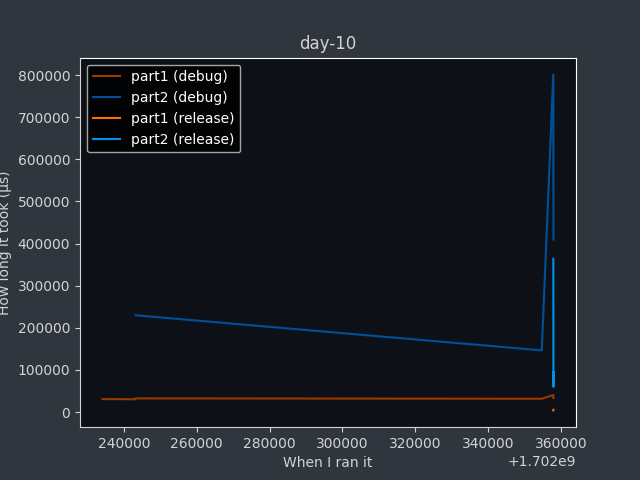 day-10
part1 (debug)
part2 (debug)
part1 (release)
part2 (release)
800000
700000
600000
500000
400000
300000
200000
100000
0
How long it took (µs)
240000 260000 280000 300000 320000 340000 360000
When I ran it
+1.702e9